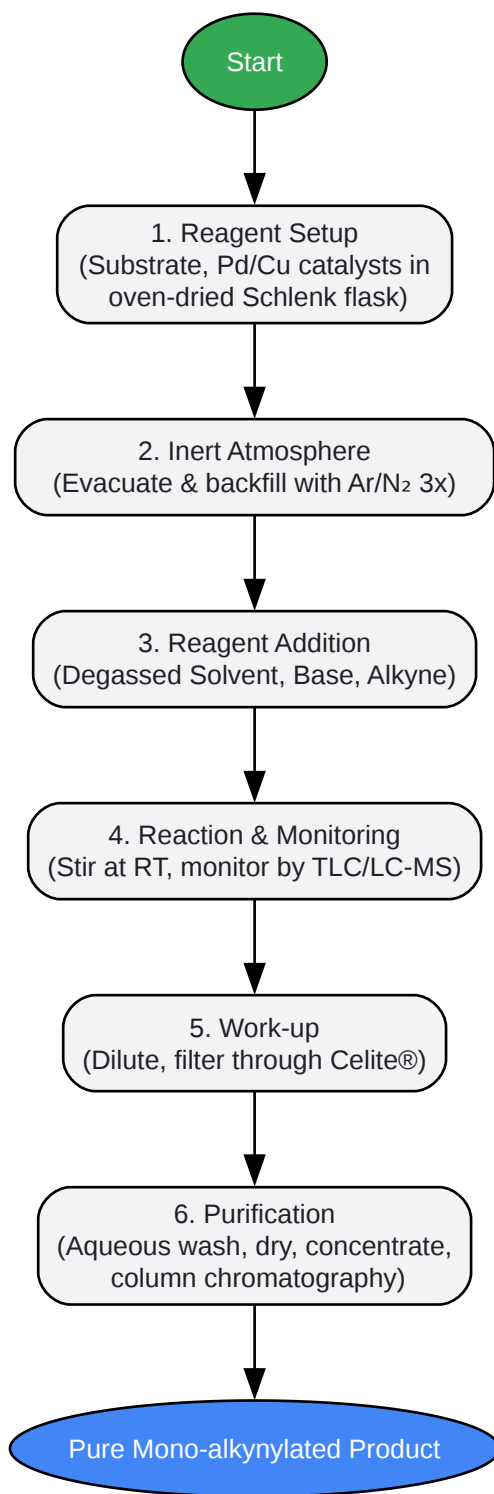 Start
1. Reagent Setup
(Substrate, Pd/Cu catalysts in
oven-dried Schlenk flask)
2. Inert Atmosphere
(Evacuate & backfill with Ar/N₂ 3x)
3. Reagent Addition
(Degassed Solvent, Base, Alkyne)
4. Reaction & Monitoring
(Stir at RT, monitor by TLC/LC-MS)
5. Work-up
(Dilute, filter through Celite®)
6. Purification
(Aqueous wash, dry, concentrate,
column chromatography)
Pure Mono-alkynylated Product